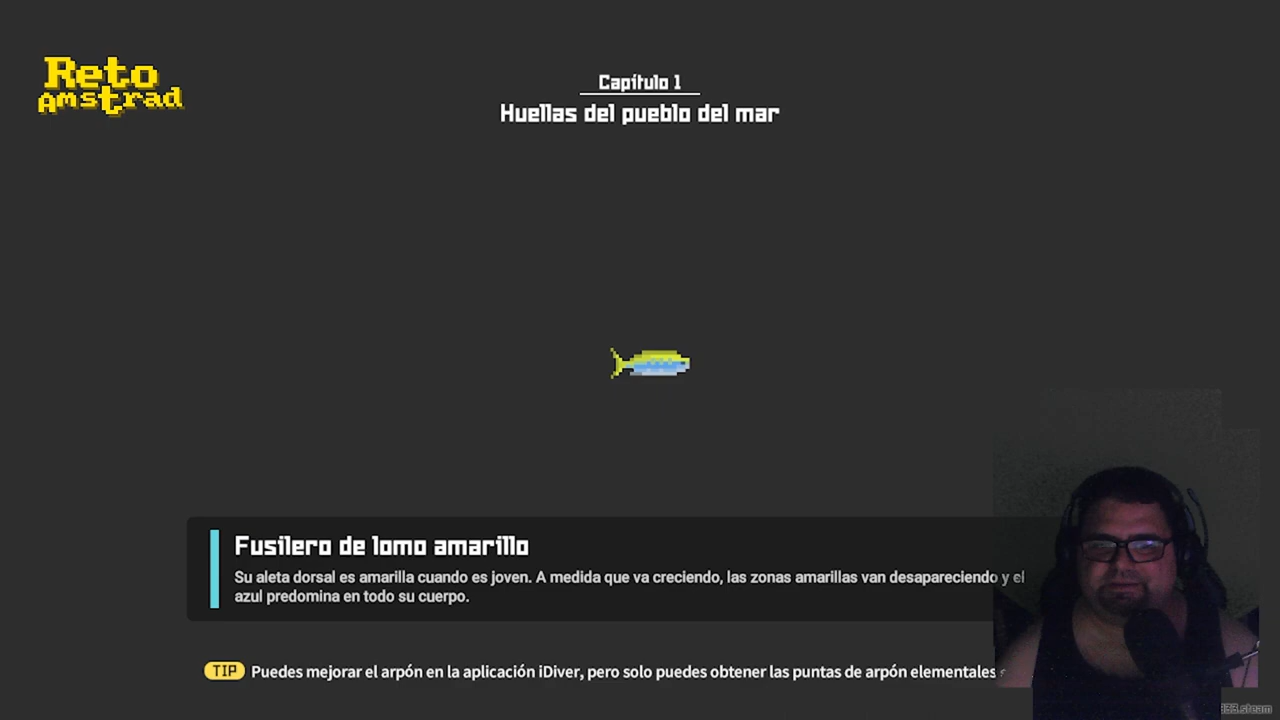 Reto
Amstrad
Capítulo 1
Huellas del pueblo del mar
Fusilero de lomo amarillo
Su aleta dorsal es amarilla cuando es joven. A medida que va creciendo, las zonas amarillas van desapareciendo y el
azul predomina en todo su cuerpo.
TIP Puedes mejorar el arpón en la aplicación iDiver, pero solo puedes obtener las puntas de arpón elementales